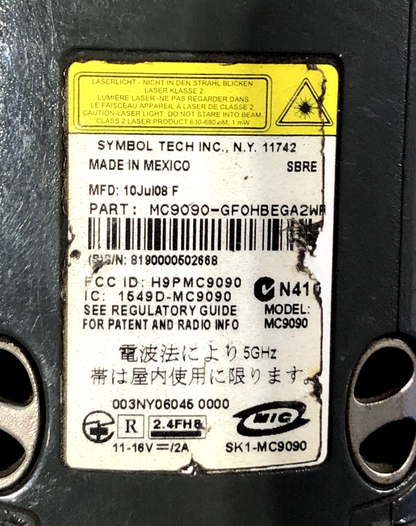 LASERLICHT - NICHT IN DEN STRAHL BLICKEN
LASER KLASSE 2
LUMIÈRE LASER -NE PAS REGARDER DANS
LE FAISCEAU APPAREIL À LASER DE CLASSE 2
CAUTION-LASER LIGHT. DO NOT STARE INTO BEAM.
CLASS 2 LASER PRODUCT 630-680 nM, 1 mW
SYMBOL TECH INC., N.Y. 11742
MADE IN MEXICO SBRE
MFD: 10Jul08 F
PART: MC9090-GF0HBEGA2WR
(S)S/N: 8190000502668
FCC ID: H9PMC9090
IC: 1549D-MC9090
N410
SEE REGULATORY GUIDE
FOR PATENT AND RADIO INFO
MODEL:
MC9090
電波法により5GHz
帯は屋内使用に限ります。
003NY06045 0000
R 2.4FH8
MIC
11-16V⎓/2A SK1-MC9090